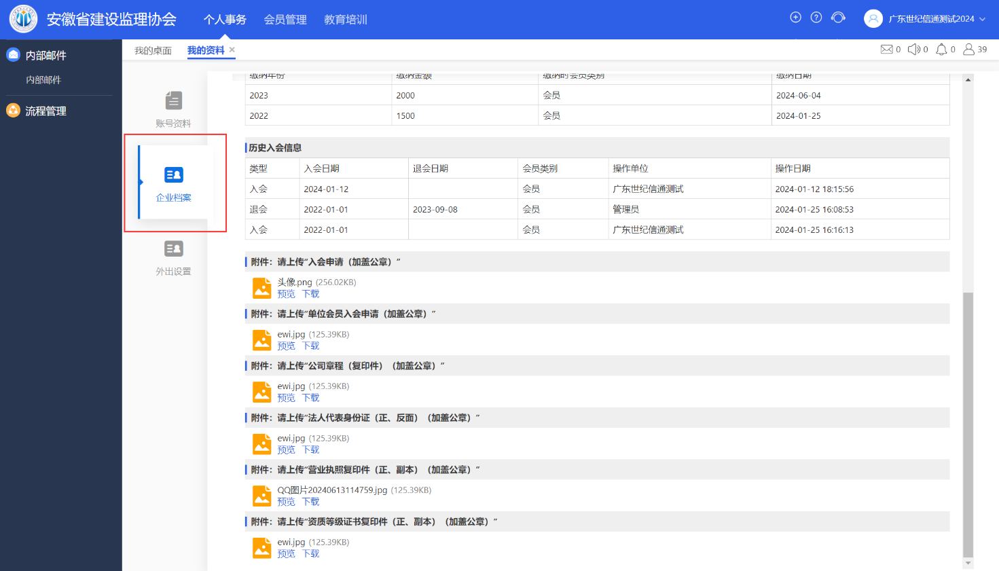 安徽省建设监理协会
个人事务 会员管理 教育培训
广东世纪信通测试2024
内部邮件
内部邮件
流程管理
我的桌面 我的资料
0 0 0 39
账号资料
企业档案
外出设置
缴纳年份 缴纳金额 缴纳时会员类别 缴纳日期
2023 2000 会员 2024-06-04
2022 1500 会员 2024-01-25
历史入会信息
类型 入会日期 退会日期 会员类别 操作单位 操作日期
入会 2024-01-12 会员 广东世纪信通测试 2024-01-12 18:15:56
退会 2022-01-01 2023-09-08 会员 管理员 2024-01-25 16:08:53
入会 2022-01-01 会员 广东世纪信通测试 2024-01-25 16:16:13
附件：请上传“入会申请（加盖公章）”
头像.png (256.02KB)
预览 下载
附件：请上传“单位会员入会申请（加盖公章）”
ewi.jpg (125.39KB)
预览 下载
附件：请上传“公司章程（复印件）（加盖公章）”
ewi.jpg (125.39KB)
预览 下载
附件：请上传“法人代表身份证（正、反面）（加盖公章）”
ewi.jpg (125.39KB)
预览 下载
附件：请上传“营业执照复印件（正、副本）（加盖公章）”
QQ图片20240613114759.jpg (125.39KB)
预览 下载
附件：请上传“资质等级证书复印件（正、副本）（加盖公章）”
ewi.jpg (125.39KB)
预览 下载